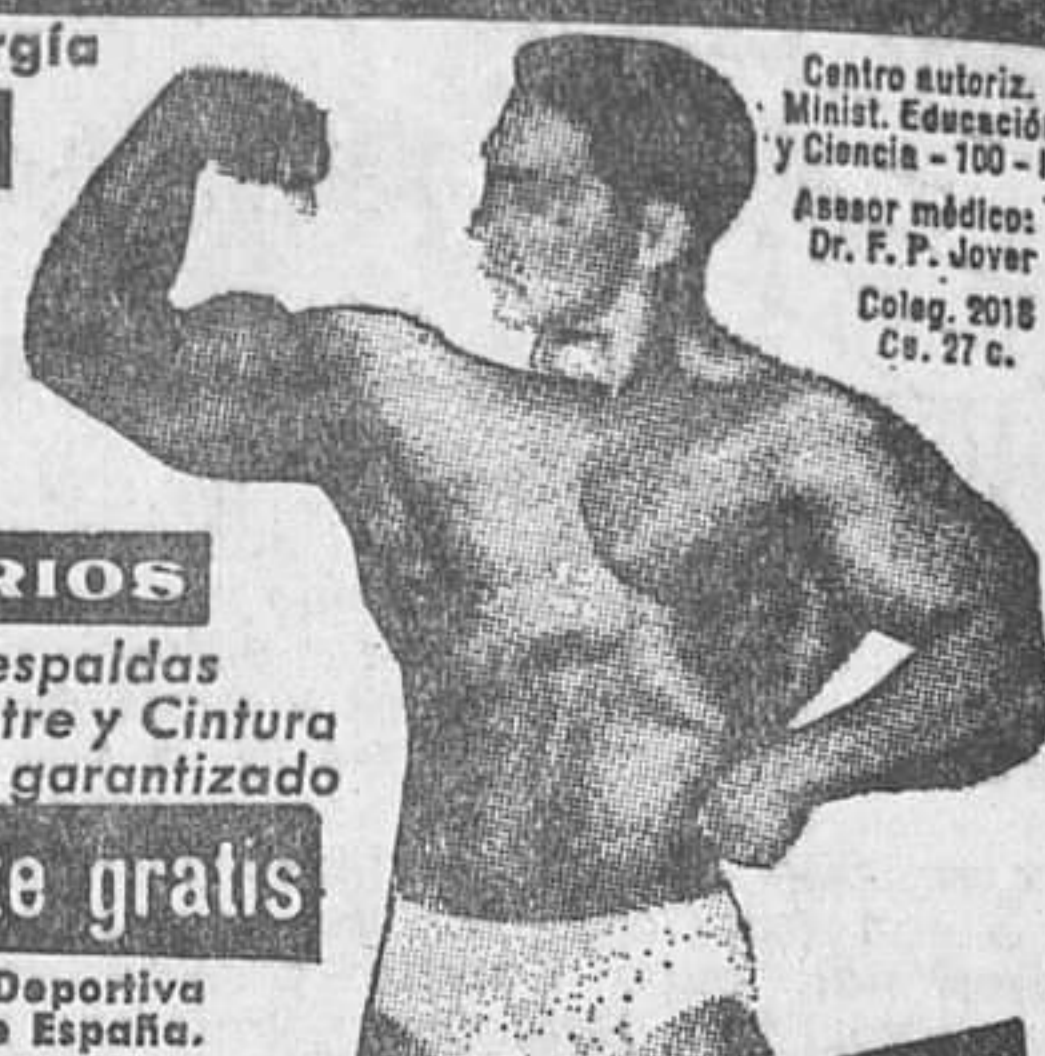 rgía
Centro autoriz.
Minist. Educació
y Ciencia - 100 -
Asesor médico:
Dr. F. P. Jover
Coleg. 2018
Cs. 27 c.
RIOS
espaldas
tre y Cintura
garantizado
e gratis
Deportiva
España.